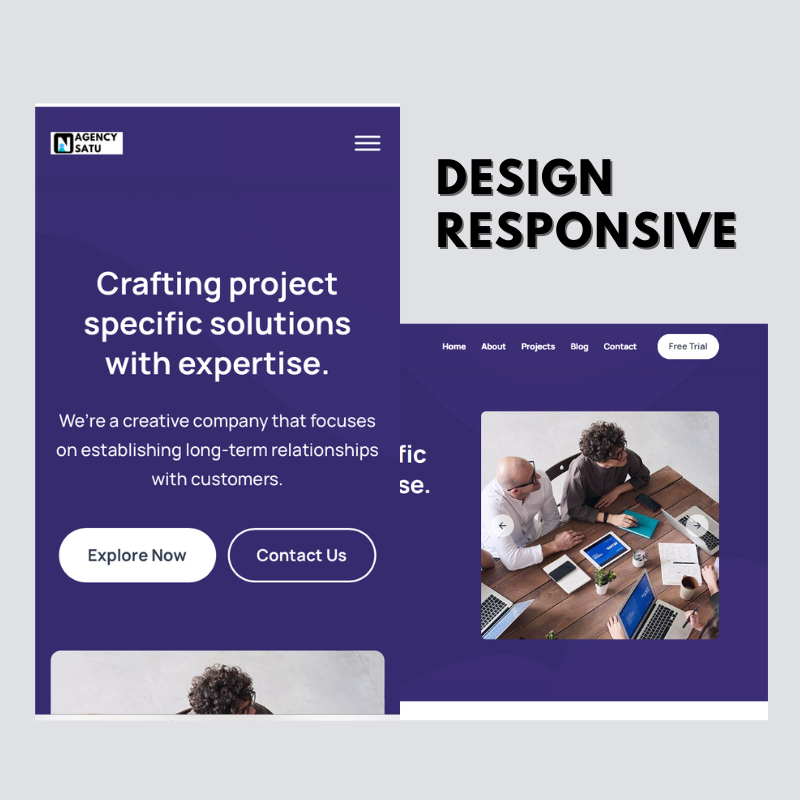 AGENCY
SATU
Crafting project
specific solutions
with expertise.
We're a creative company that focuses
on establishing long-term relationships
with customers.
Explore Now
Contact Us
DESIGN
RESPONSIVE
Home About Projects Blog Contact Free Trial
fic
se.